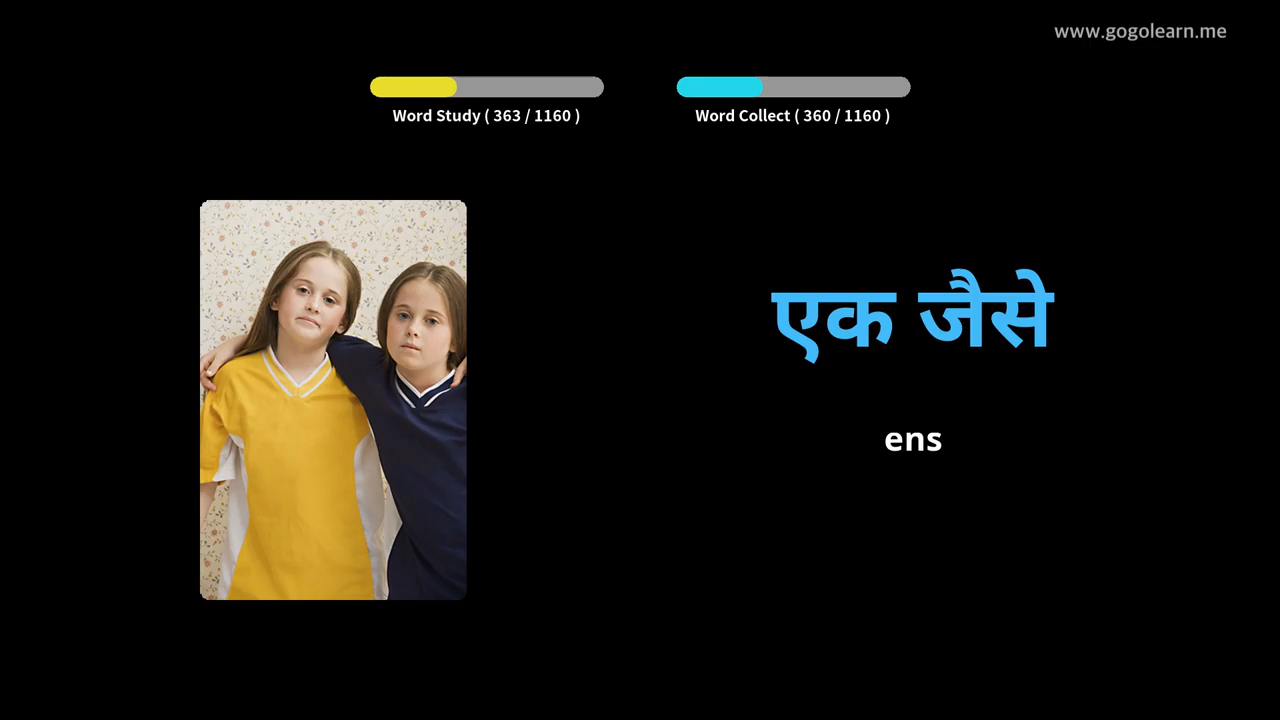 www.gogolearn.me
Word Study ( 363 / 1160 )
Word Collect ( 360 / 1160 )
एक जैसे
ens